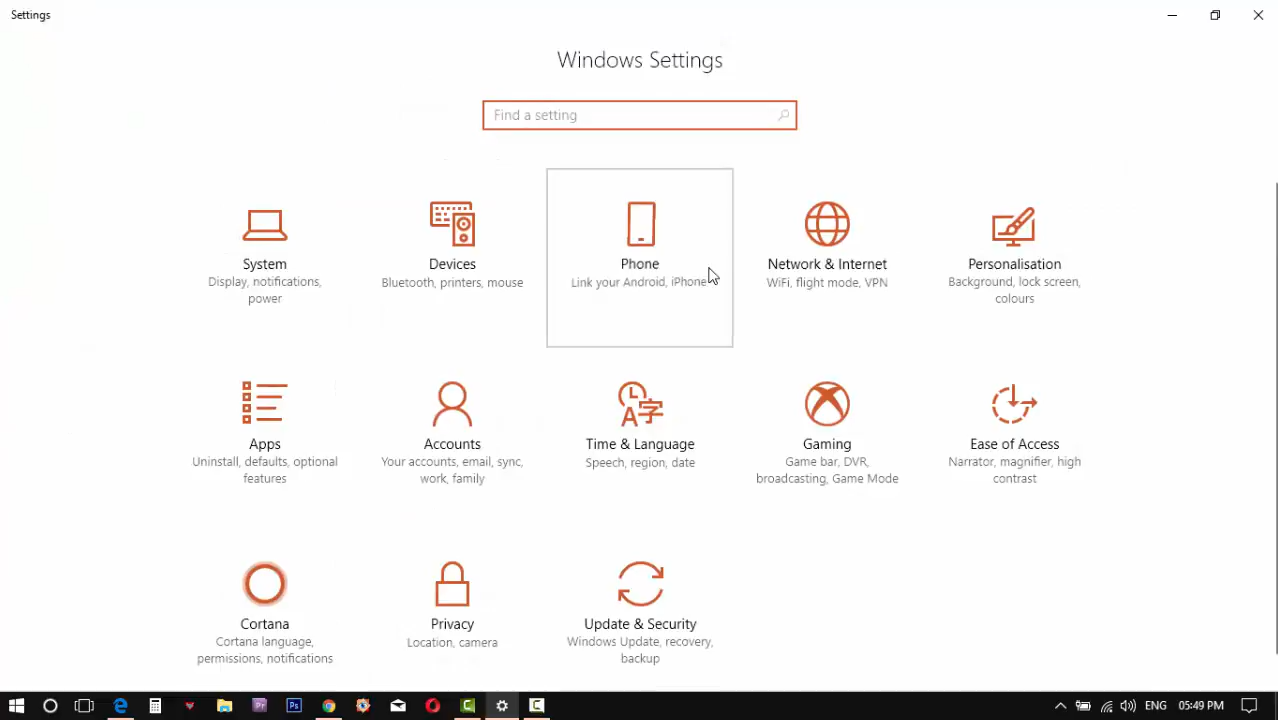 Settings
Windows Settings
Find a setting
System
Display, notifications,
power
Devices
Bluetooth, printers, mouse
Phone
Link your Android, iPhone
Network & Internet
WiFi, flight mode, VPN
Personalisation
Background, lock screen,
colours
Apps
Uninstall, defaults, optional
features
Accounts
Your accounts, email, sync,
work, family
Time & Language
Speech, region, date
Gaming
Game bar, DVR,
broadcasting, Game Mode
Ease of Access
Narrator, magnifier, high
contrast
Cortana
Cortana language,
permissions, notifications
Privacy
Location, camera
Update & Security
Windows Update, recovery,
backup
Pr
Ps
ENG
05:49 PM